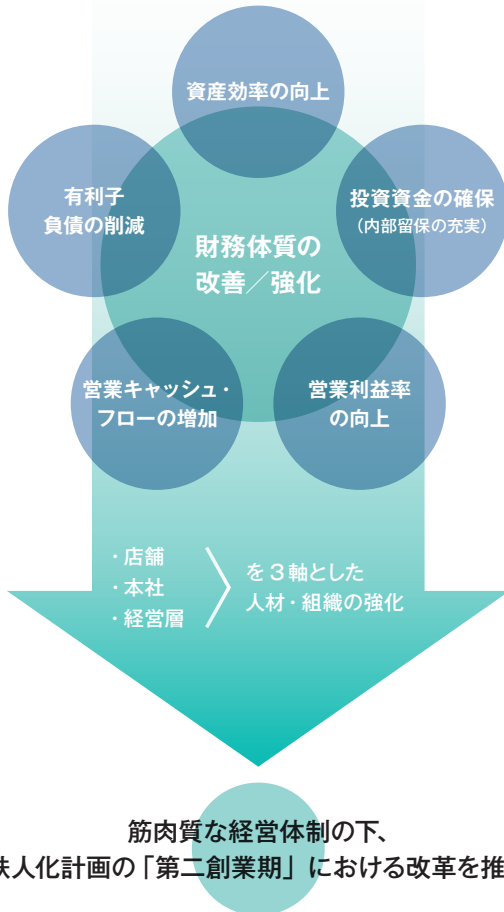 資産効率の向上
有利子
負債の削減
投資資金の確保
（内部留保の充実）
財務体質の
改善／強化
営業キャッシュ・
フローの増加
営業利益率
の向上
・店舗
・本社
・経営層
を3軸とした
人材・組織の強化
筋肉質な経営体制の下、
人化計画の「第二創業期」における改革を推